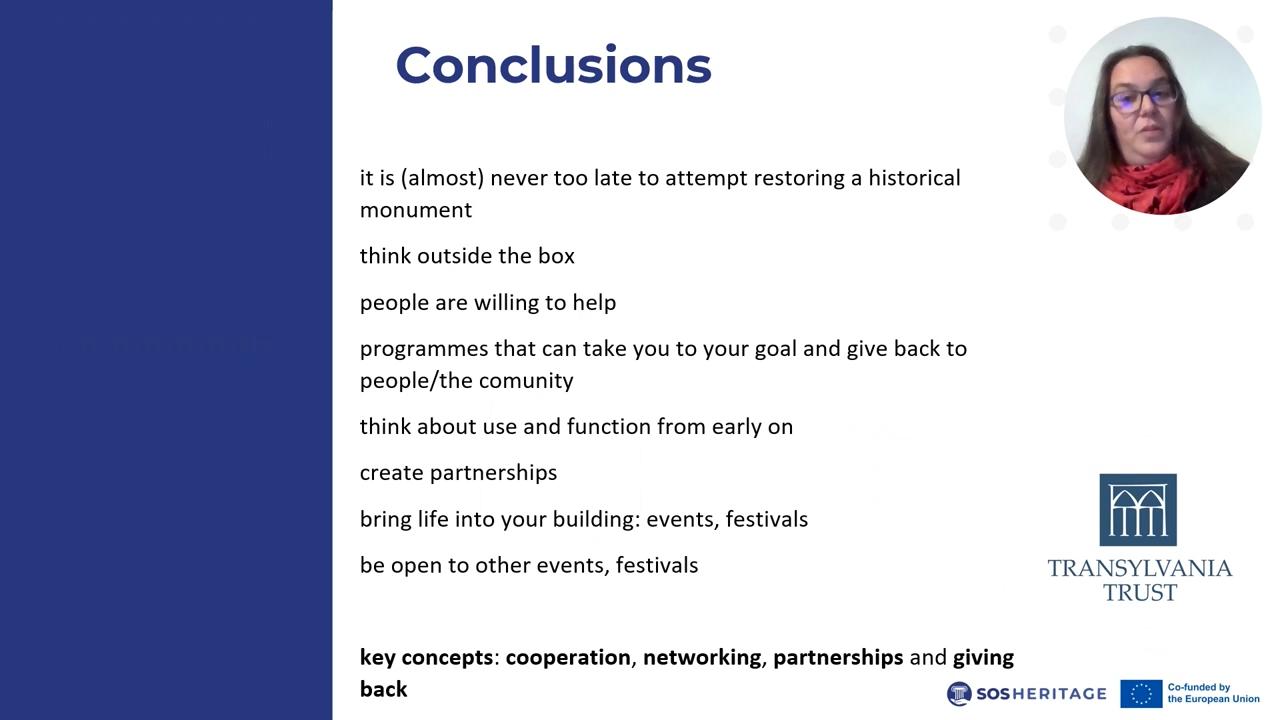 Conclusions
it is (almost) never too late to attempt restoring a historical
monument
think outside the box
people are willing to help
programmes that can take you to your goal and give back to
people/the comunity
think about use and function from early on
create partnerships
bring life into your building: events, festivals
be open to other events, festivals
TRANSYLVANIA
TRUST
key concepts: cooperation, networking, partnerships and giving
back
SOSHERITAGE
Co-funded by
the European Union